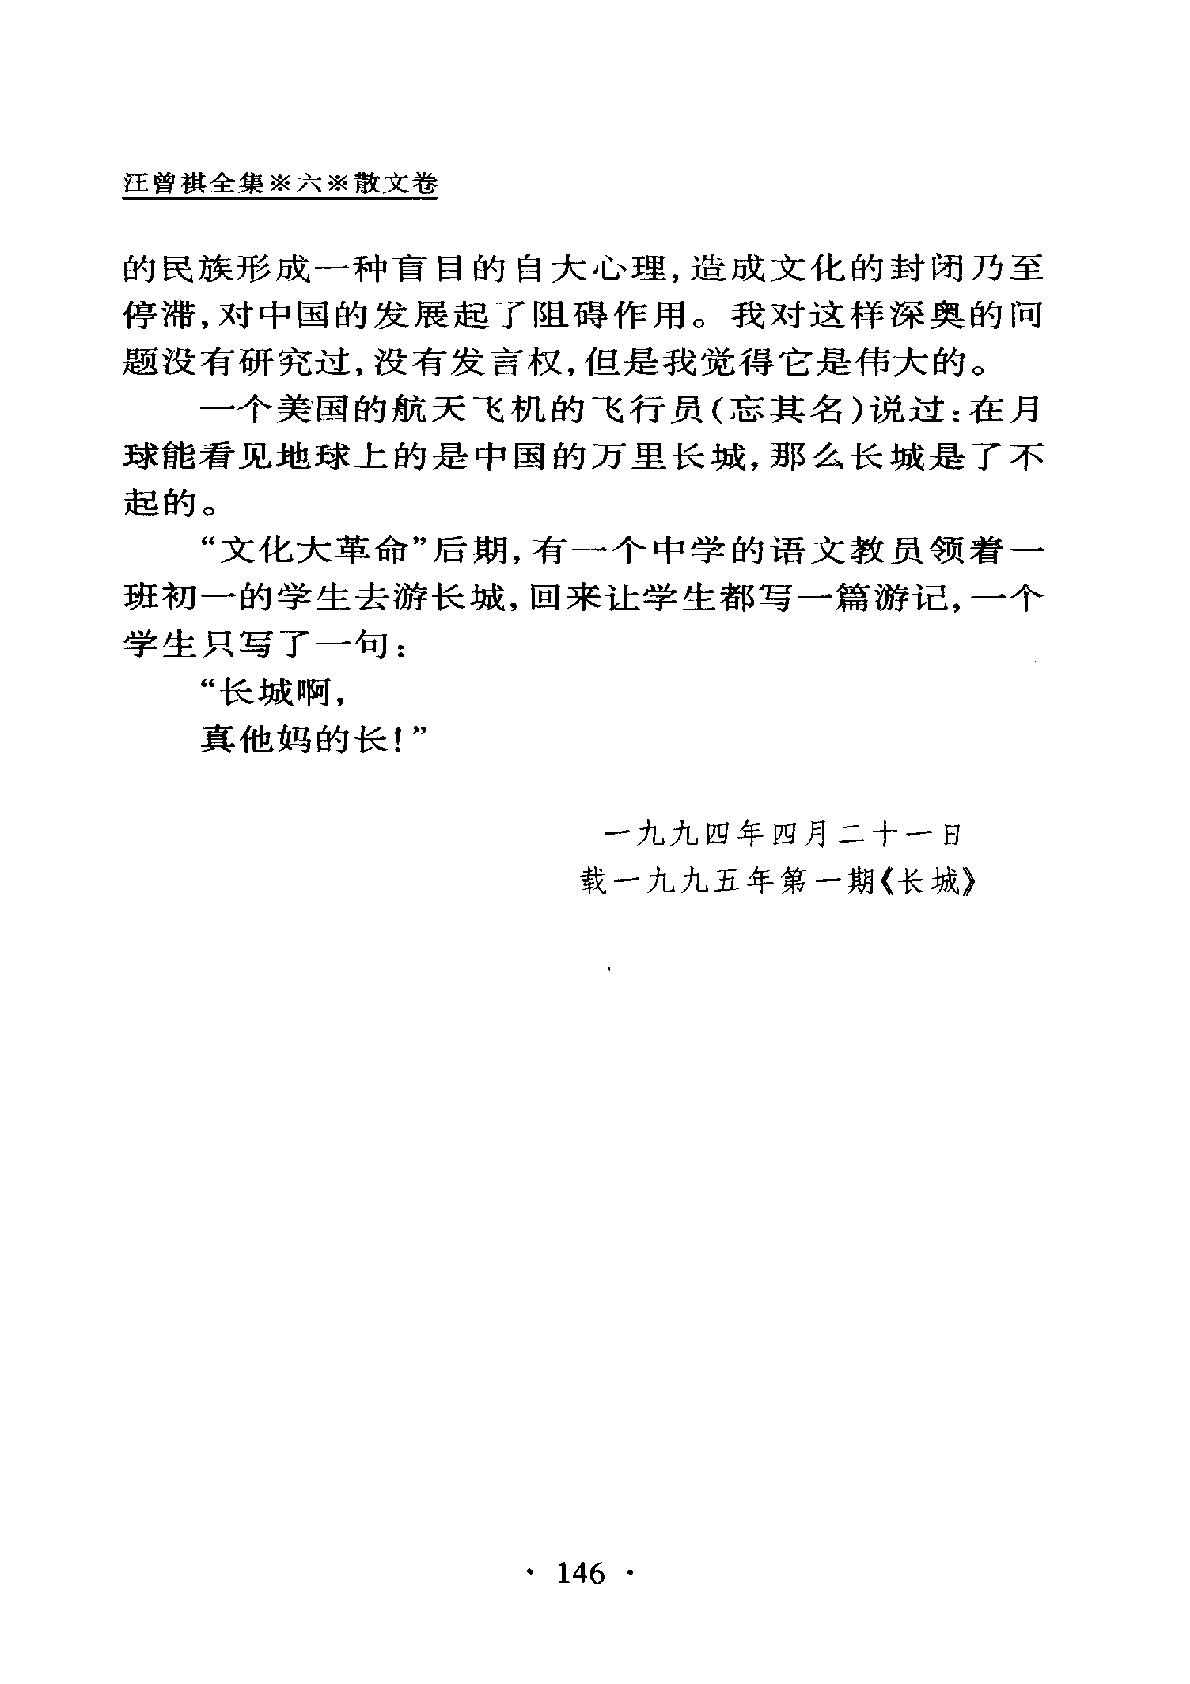 汪曾祺全集※六※散文卷
的民族形成一种盲目的自大心理,造成文化的封闭乃至
停滞,对中国的发展起了阻碍作用。我对这样深奥的问
题没有研究过,没有发言权,但是我觉得它是伟大的。
一个美国的航天飞机的飞行员(忘其名)说过:在月
球能看见地球上的是中国的万里长城,那么长城是了不
起的。
“文化大革命”后期,有一个中学的语文教员领着一
班初一的学生去游长城,回来让学生都写一篇游记,一个
学生只写了一句:
“长城啊,
真他妈的长!”
一九九四年四月二十一日
载一九九五年第一期《长城》
· 146 ·